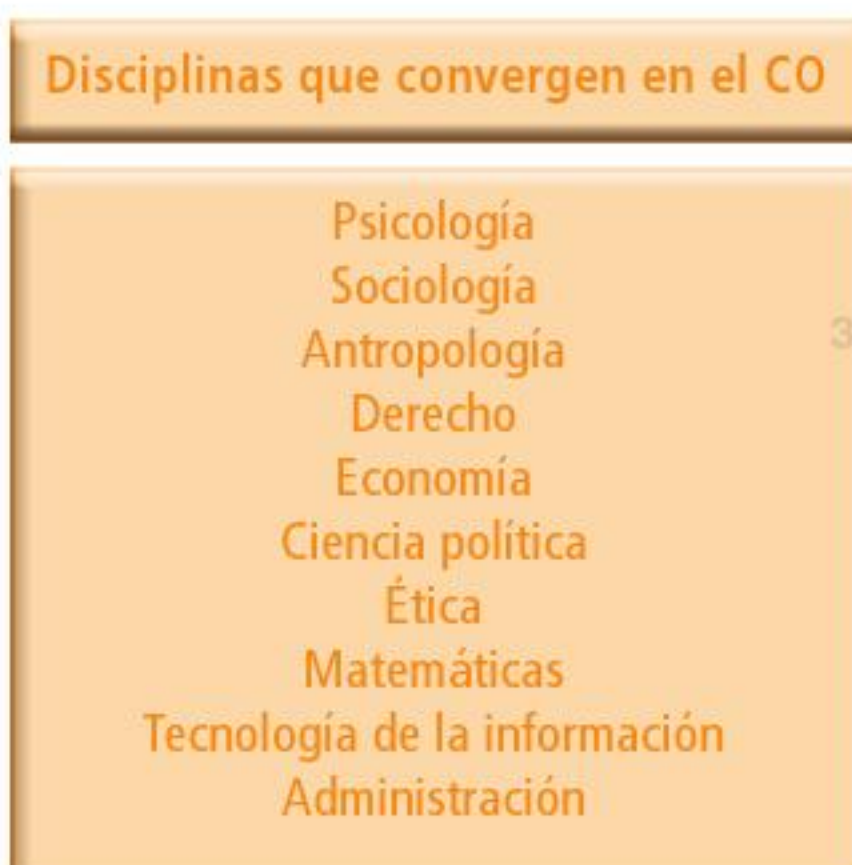 Disciplinas que convergen en el CO
Psicología
Sociología
Antropología
Derecho
Economía
Ciencia política
Ética
Matemáticas
Tecnología de la información
Administración
3